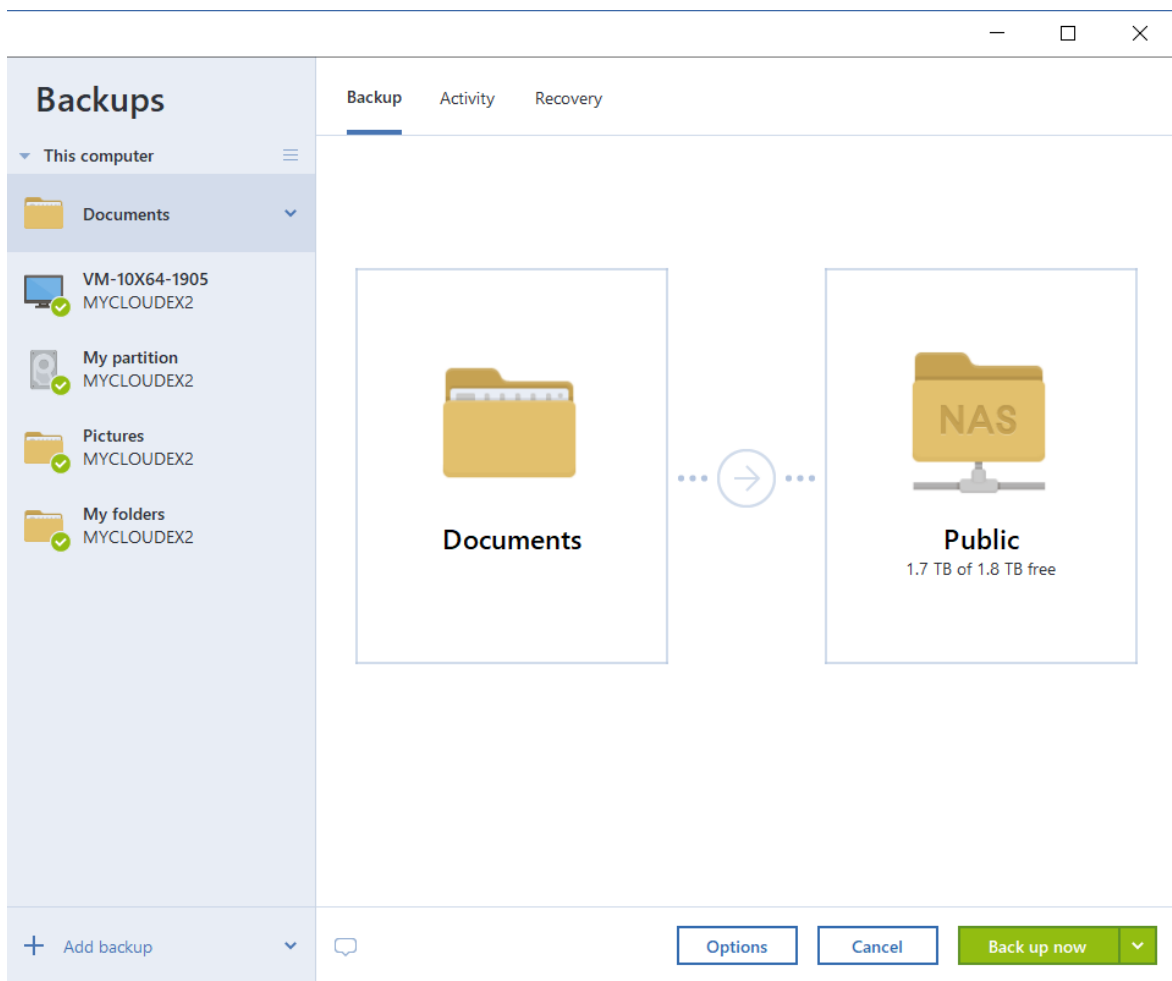 Backups
This computer
Documents
VM-10X64-1905
MYCLOUDEX2
My partition
MYCLOUDEX2
Pictures
MYCLOUDEX2
My folders
MYCLOUDEX2
Add backup
Backup Activity Recovery
Documents
NAS
Public
1.7 TB of 1.8 TB free
Options Cancel Back up now